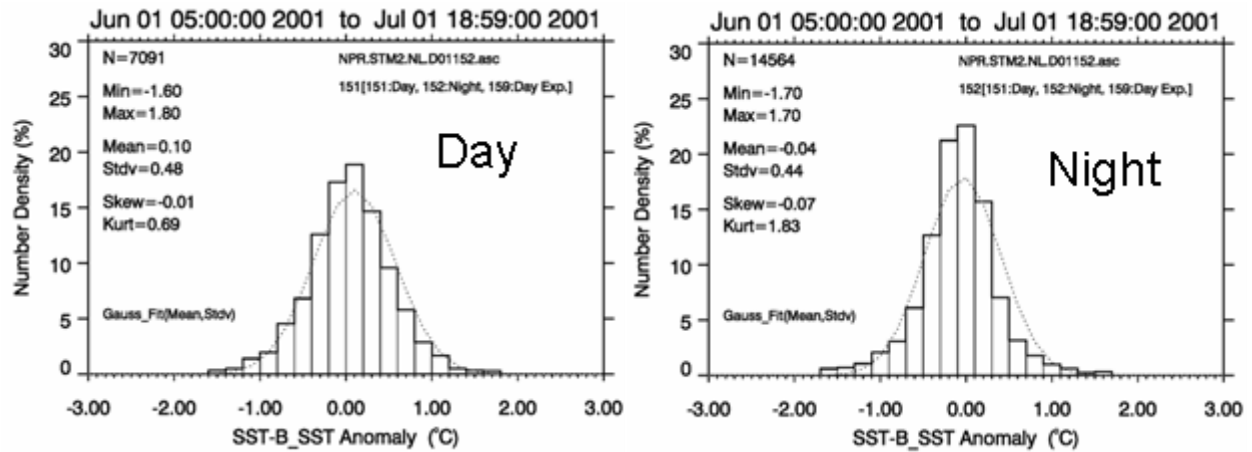 Jun 01 05:00:00 2001 to Jul 01 18:59:00 2001
30
25
20
15
10
5
0
Number Density (%)
N=7091
NPR.STM2.NL.D01152.asc
Min=-1.60
151[151:Day, 152:Night, 159:Day Exp.]
Max=1.80
Mean=0.10
Day
Stdv=0.48
Skew=-0.01
Kurt=0.69
Gauss_Fit(Mean,Stdv)
-3.00 -2.00 -1.00 0.00 1.00 2.00 3.00
SST-B_SST Anomaly (°C)
Jun 01 05:00:00 2001 to Jul 01 18:59:00 2001
30
25
20
15
10
5
0
Number Density (%)
N=14564
NPR.STM2.NL.D01152.asc
Min=-1.70
152[151:Day, 152:Night, 159:Day Exp.]
Max=1.70
Mean=-0.04
Night
Stdv=0.44
Skew=-0.07
Kurt=1.83
Gauss_Fit(Mean,Stdv)
-3.00 -2.00 -1.00 0.00 1.00 2.00 3.00
SST-B_SST Anomaly (°C)